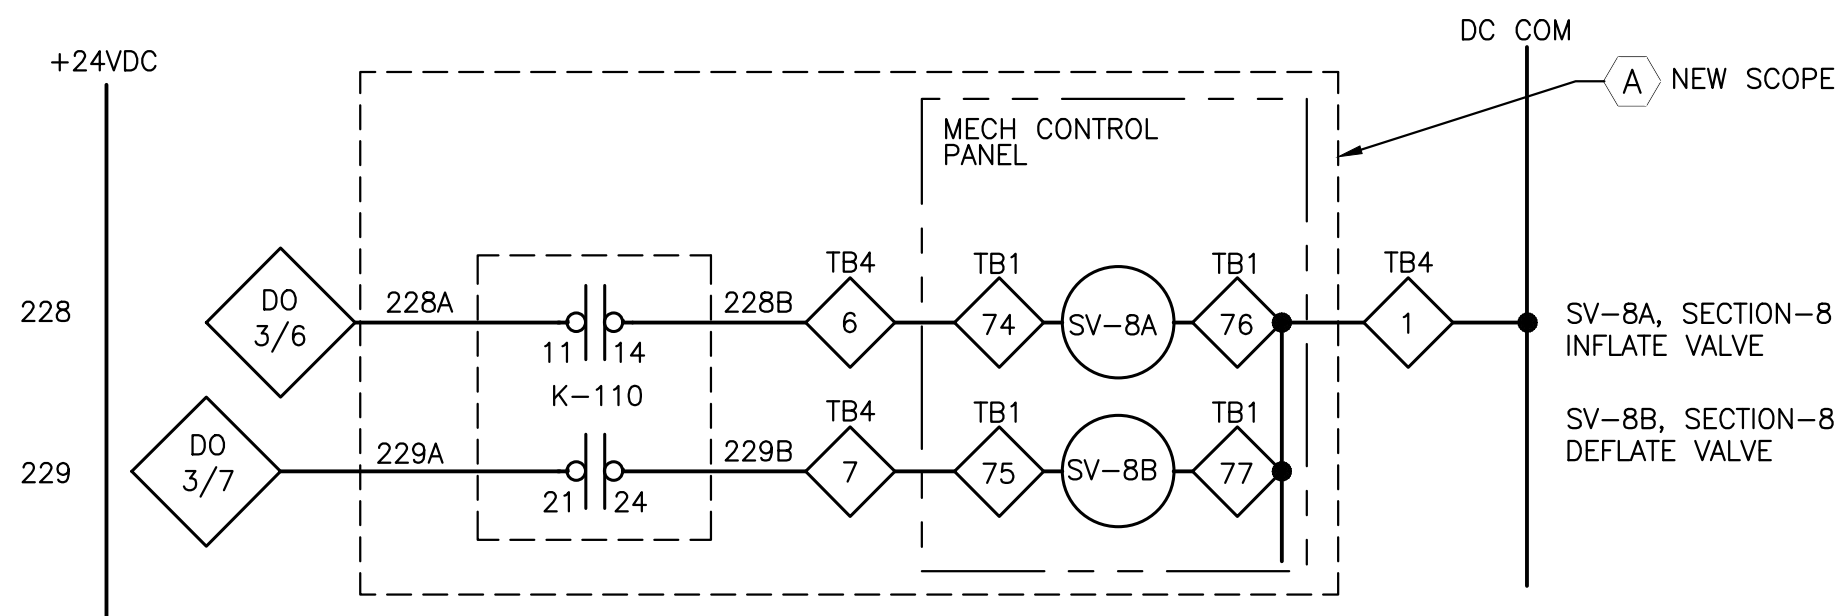 DC COM
+24VDC
A NEW SCOPE
MECH CONTROL
PANEL
TB4 TB1 TB1 TB4
228 DO 228A 228B SV-8A, SECTION-8
3/6 6 74 SV-8A 76 1
INFLATE VALVE
11 14
K-110
TB4 TB1 TB1
SV-8B, SECTION-8
229 DO 229A 229B DEFLATE VALVE
3/7 7 75 SV-8B 77
21 24